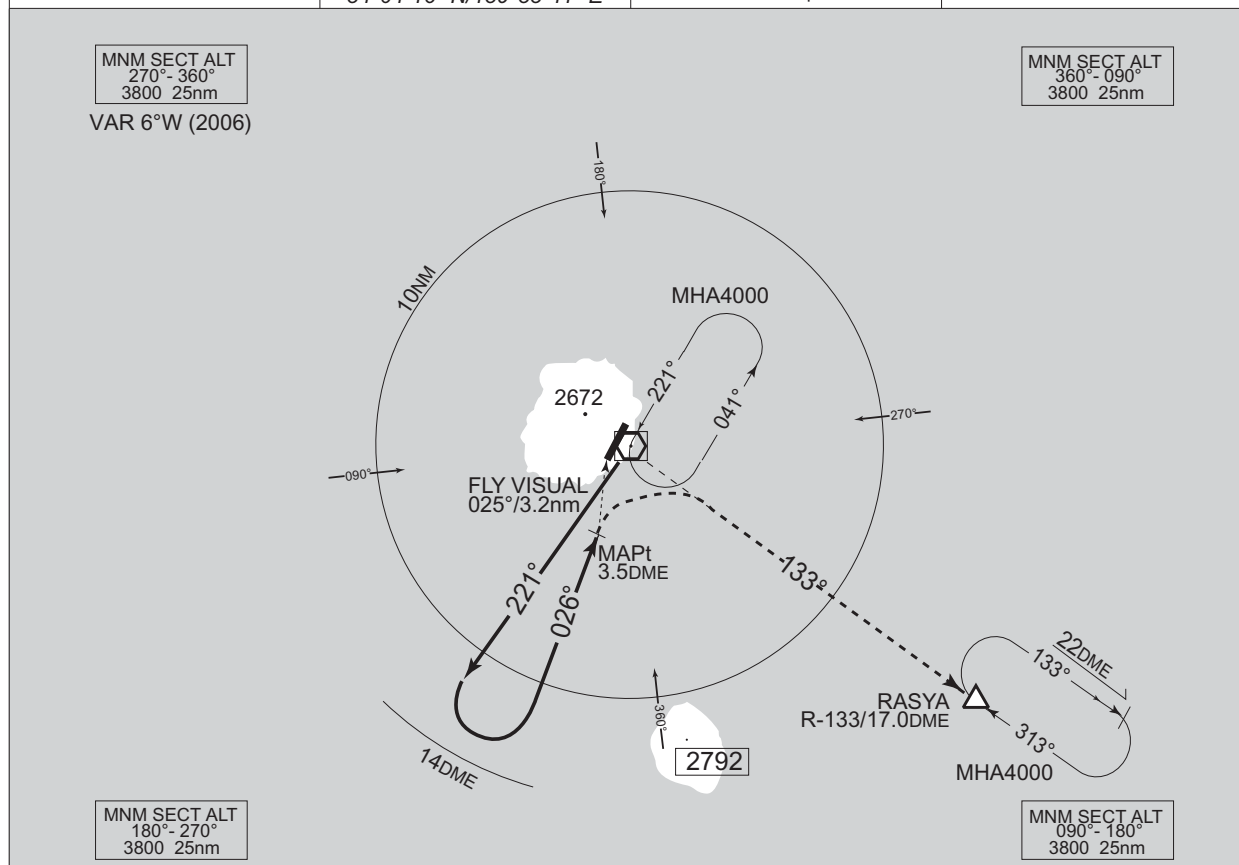 MNM SECT ALT
270°- 360°
3800 25nm
VAR 6°W (2006)
MNM SECT ALT
360°- 090°
3800 25nm
180°
10NM
MHA4000
2672
221°
041°
270°
090°
FLY VISUAL
025°/3.2nm
MAPt
3.5DME
221°
026°
133°
22DME
133°
RASYA
R-133/17.0DME
313°
MHA4000
360°
2792
14DME
MNM SECT ALT
180°- 270°
3800 25nm
MNM SECT ALT
090°- 180°
3800 25nm